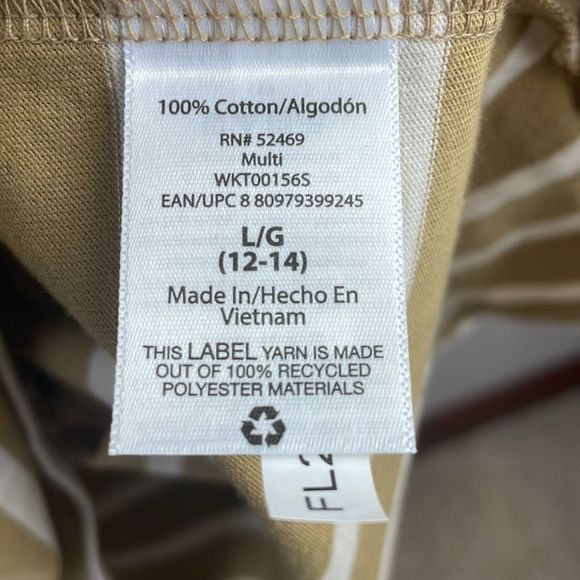 100% Cotton/Algodón
RN# 52469
Multi
WKT00156S
EAN/UPC 8 80979399245
L/G
(12-14)
Made In/Hecho En
Vietnam
THIS LABEL YARN IS MADE
OUT OF 100% RECYCLED
POLYESTER MATERIALS